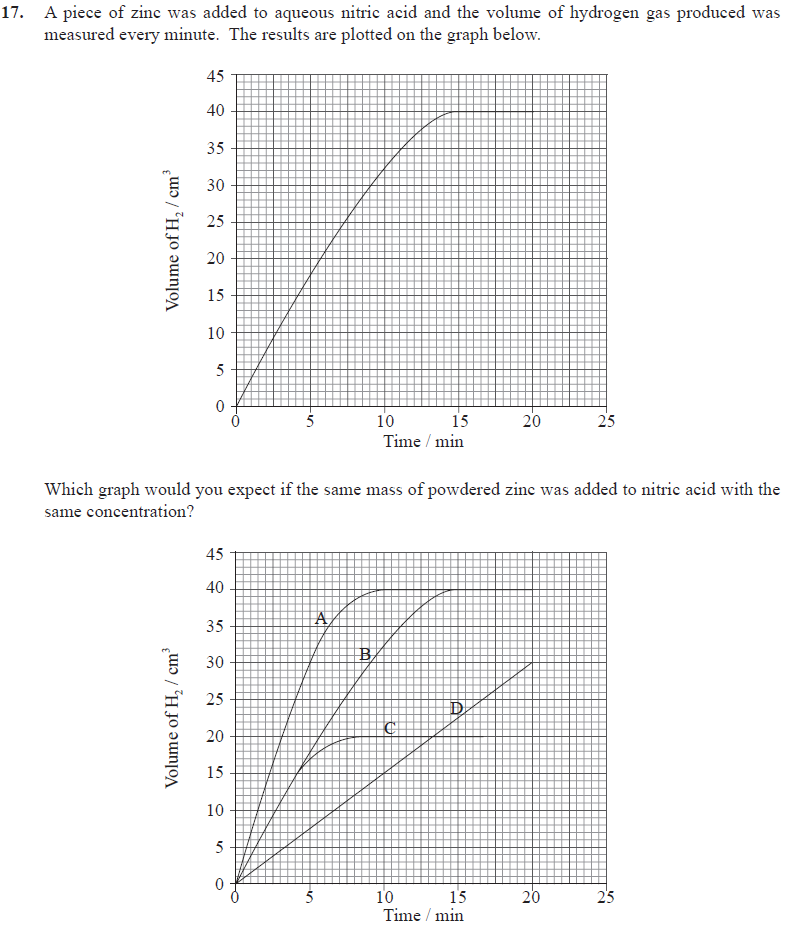 17. A piece of zinc was added to aqueous nitric acid and the volume of hydrogen gas produced was
measured every minute. The results are plotted on the graph below.
45
40
35
30
25
20
15
10
5
0
Volume of H₂ / cm³
0 5 10 15 20 25
Time / min
Which graph would you expect if the same mass of powdered zinc was added to nitric acid with the
same concentration?
45
40
35
30
25
20
15
10
5
0
Volume of H₂ / cm³
A
B
C
D
0 5 10 15 20 25
Time / min